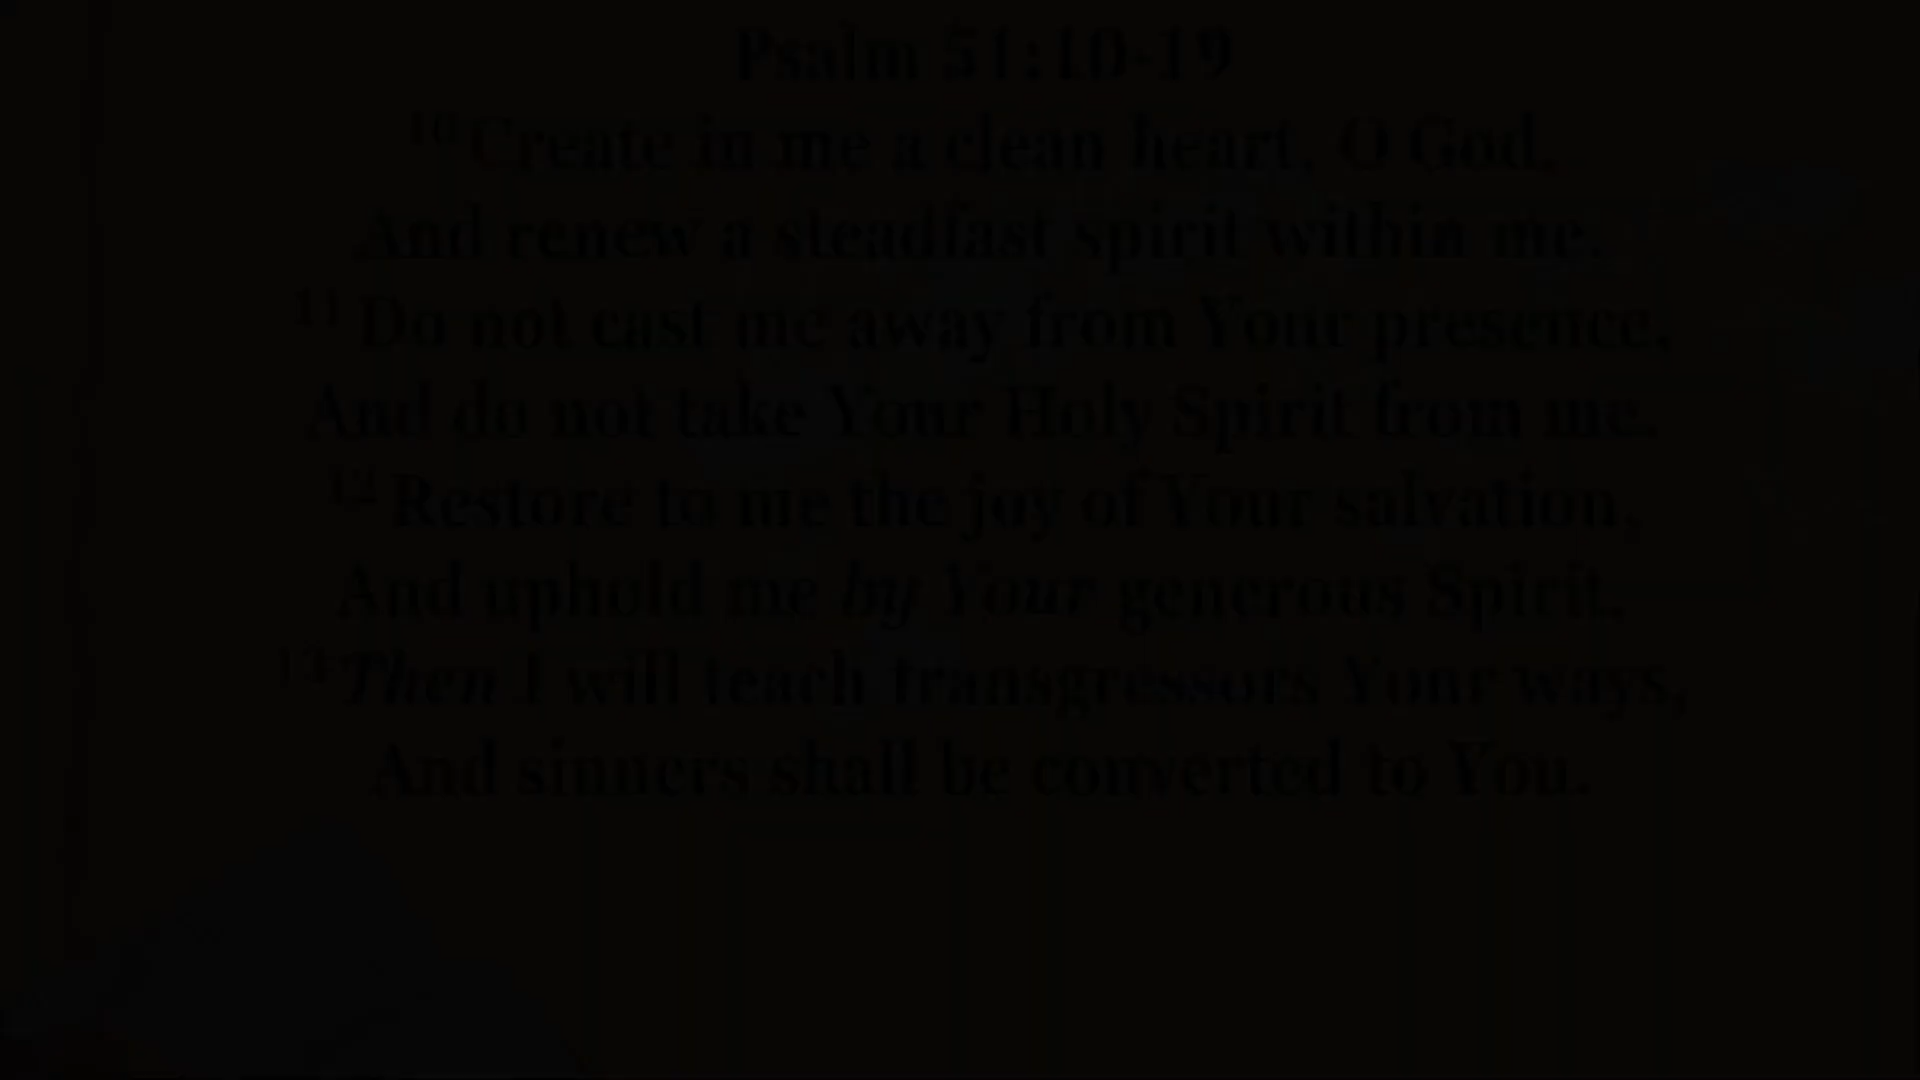 Psalm 51:10-19
10 Create in me a clean heart, O God,
And renew a steadfast spirit within me.
11 Do not cast me away from Your presence,
And do not take Your Holy Spirit from me.
12 Restore to me the joy of Your salvation,
And uphold me by Your generous Spirit.
13 Then I will teach transgressors Your ways,
And sinners shall be converted to You.